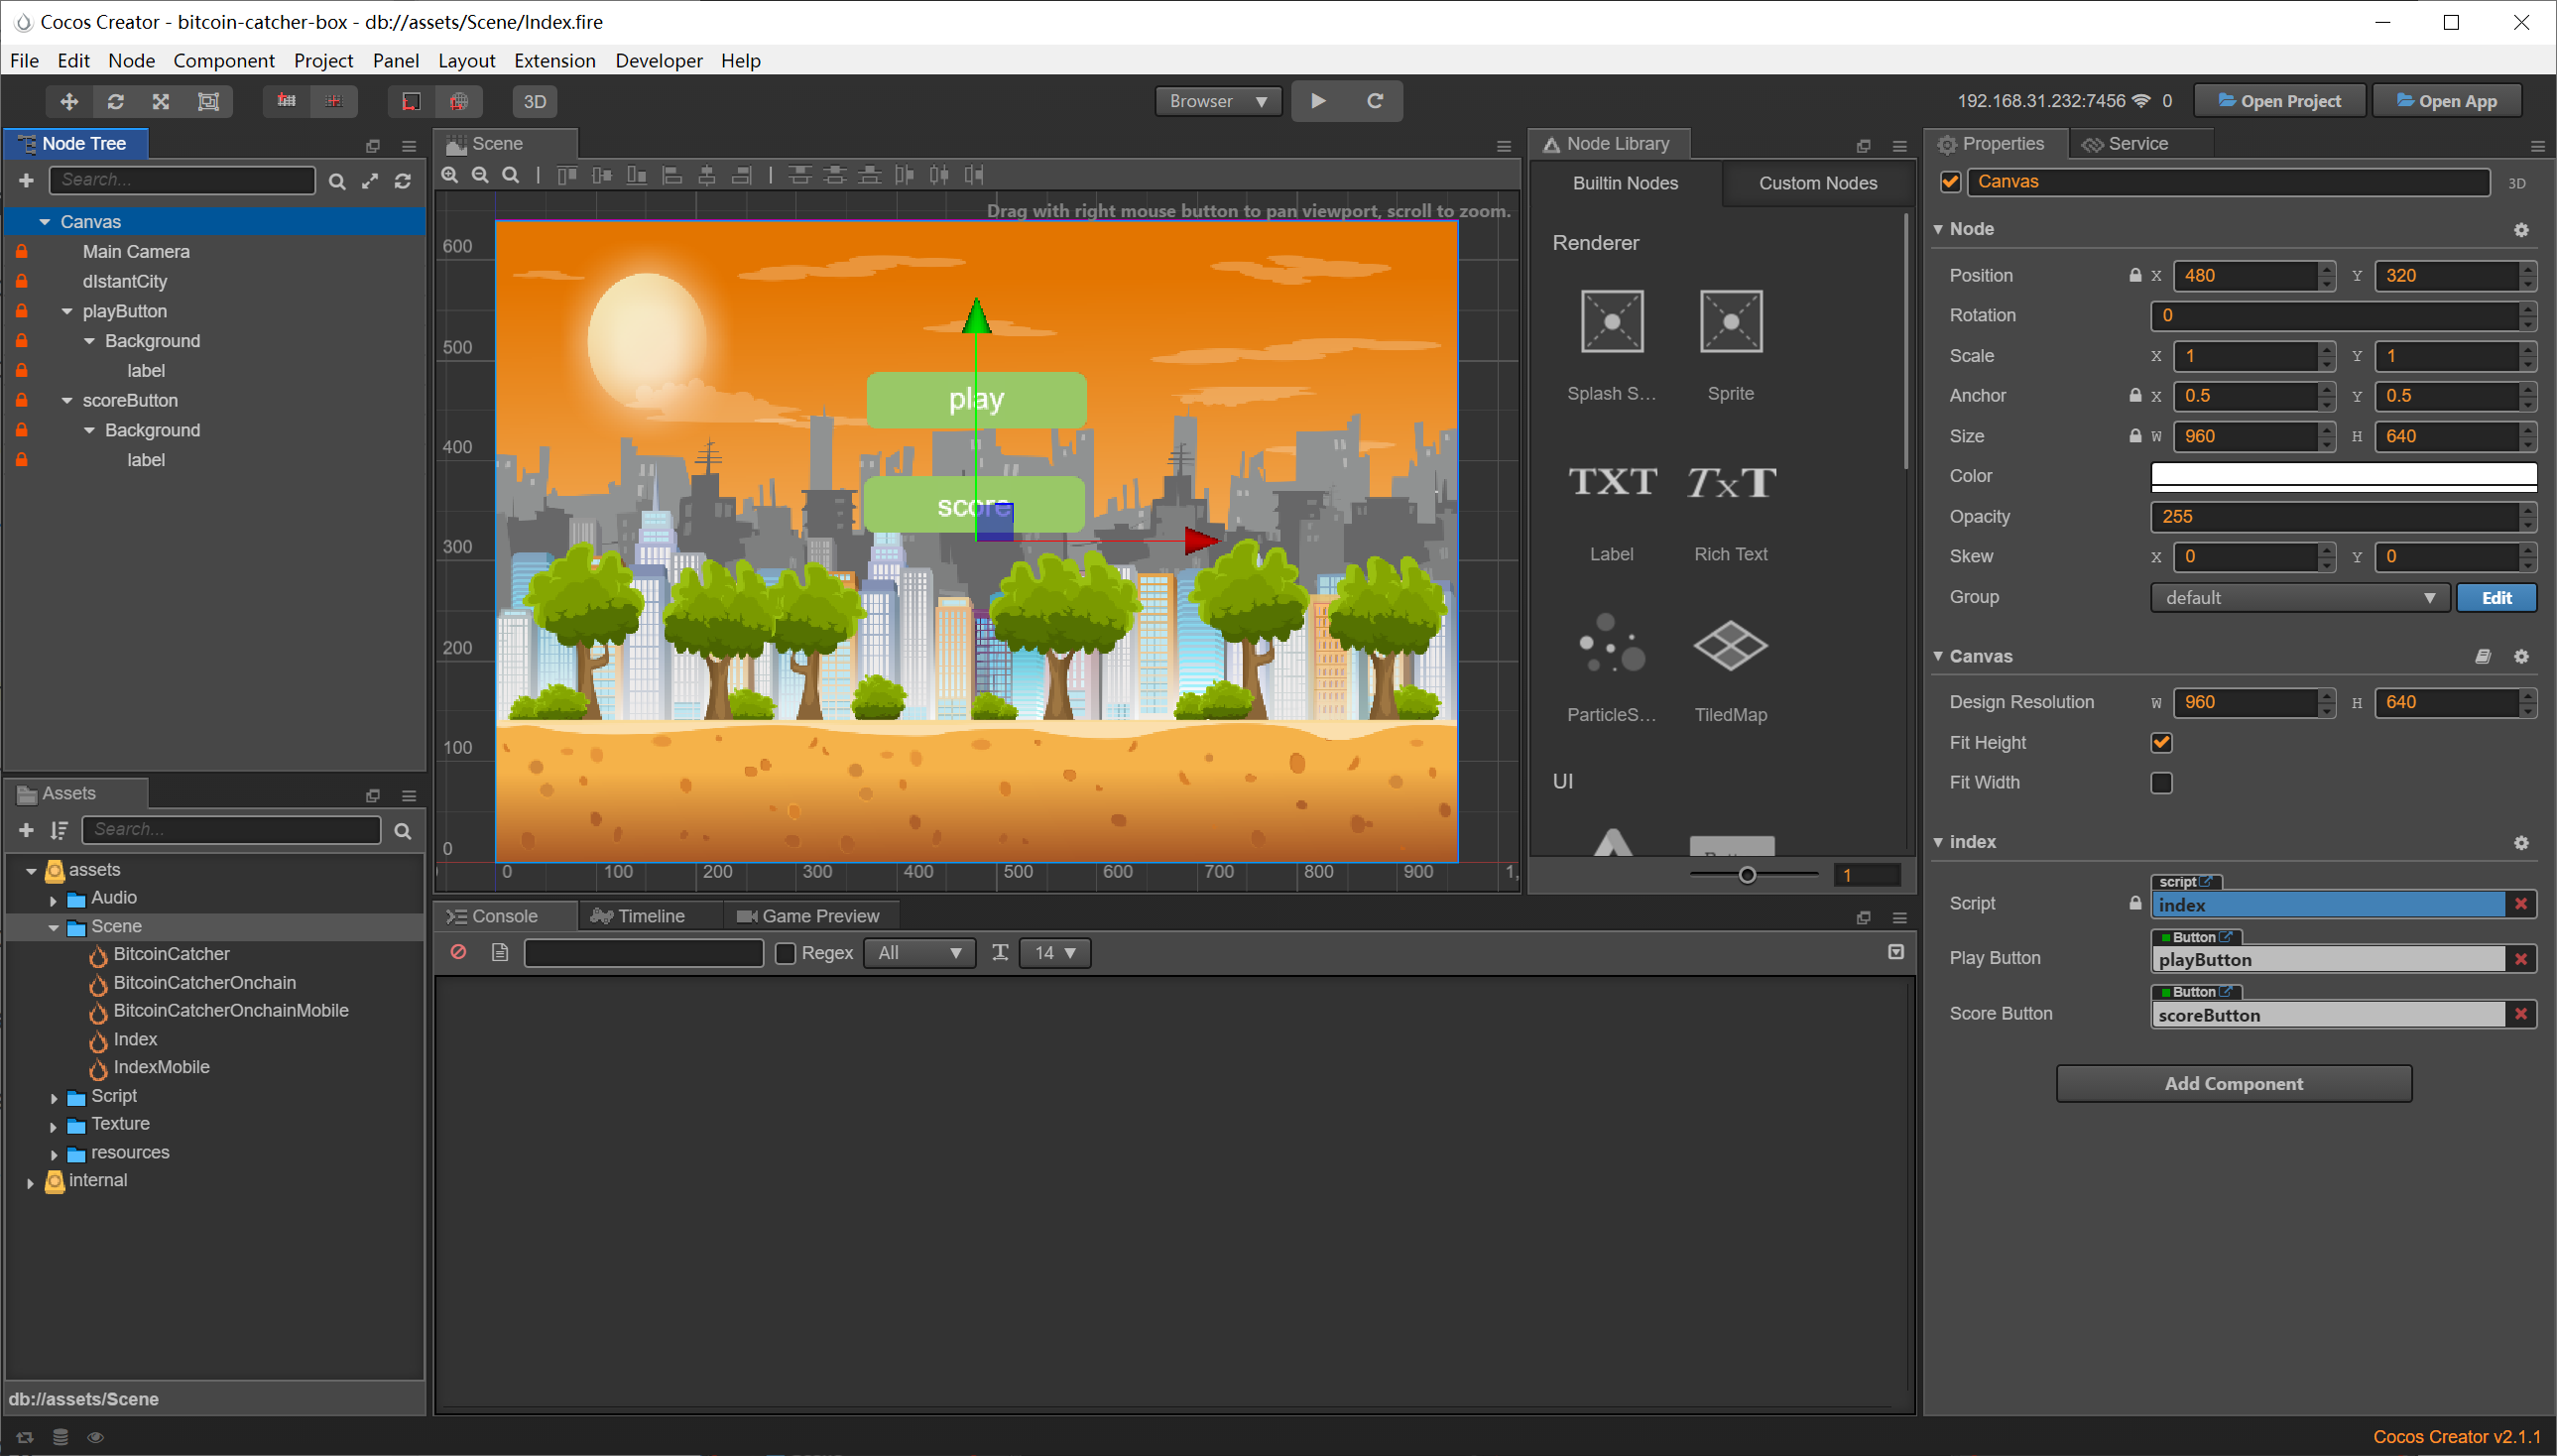 Cocos Creator - bitcoin-catcher-box - db://assets/Scene/Index.fire
File Edit Node Component Project Panel Layout Extension Developer Help
3D Browser 192.168.31.232:7456 0 Open Project Open App
Node Tree
Search...
Canvas
Main Camera
dIstantCity
playButton
Background
label
scoreButton
Background
label
Assets
Search...
assets
Audio
Scene
BitcoinCatcher
BitcoinCatcherOnchain
BitcoinCatcherOnchainMobile
Index
IndexMobile
Script
Texture
resources
internal
db://assets/Scene
Scene
Drag with right mouse button to pan viewport, scroll to zoom.
600
500
400
300
200
100
0
play
score
0 100 200 300 400 500 600 700 800 900 1,
Console Timeline Game Preview
Regex All 14
Node Library
Builtin Nodes Custom Nodes
Renderer
Splash S... Sprite
TXT TxT
Label Rich Text
ParticleS... TiledMap
UI
1
Properties Service
Canvas 3D
Node
Position X 480 Y 320
Rotation 0
Scale X 1 Y 1
Anchor X 0.5 Y 0.5
Size W 960 H 640
Color
Opacity 255
Skew X 0 Y 0
Group default Edit
Canvas
Design Resolution W 960 H 640
Fit Height
Fit Width
index
script
Script index
Button
Play Button playButton
Button
Score Button scoreButton
Add Component
Cocos Creator v2.1.1